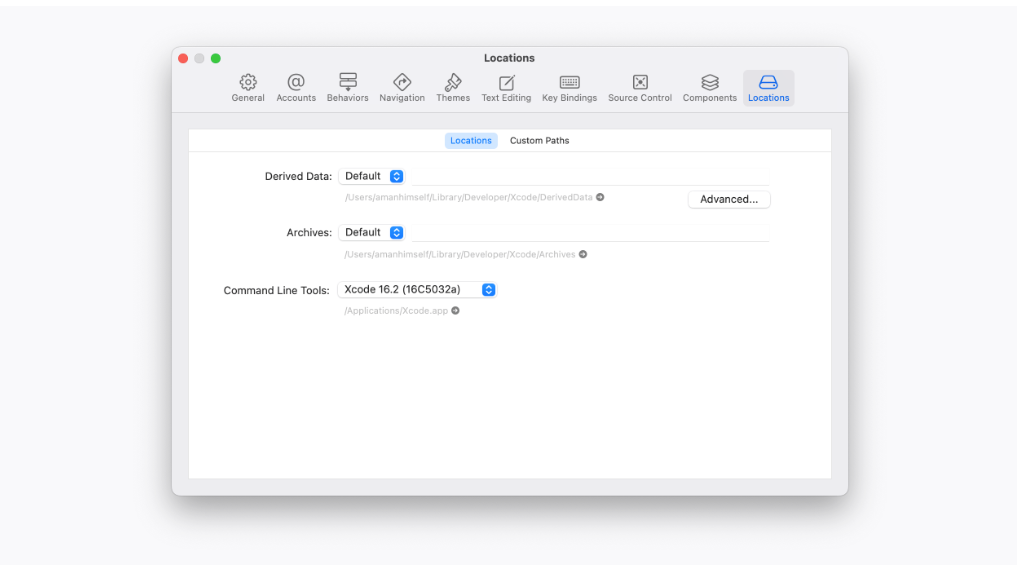 Locations
General Accounts Behaviors Navigation Themes Text Editing Key Bindings Source Control Components Locations
Locations Custom Paths
Derived Data: Default
/Users/amanhimself/Library/Developer/Xcode/DerivedData
Advanced...
Archives: Default
/Users/amanhimself/Library/Developer/Xcode/Archives
Command Line Tools: Xcode 16.2 (16C5032a)
/Applications/Xcode.app